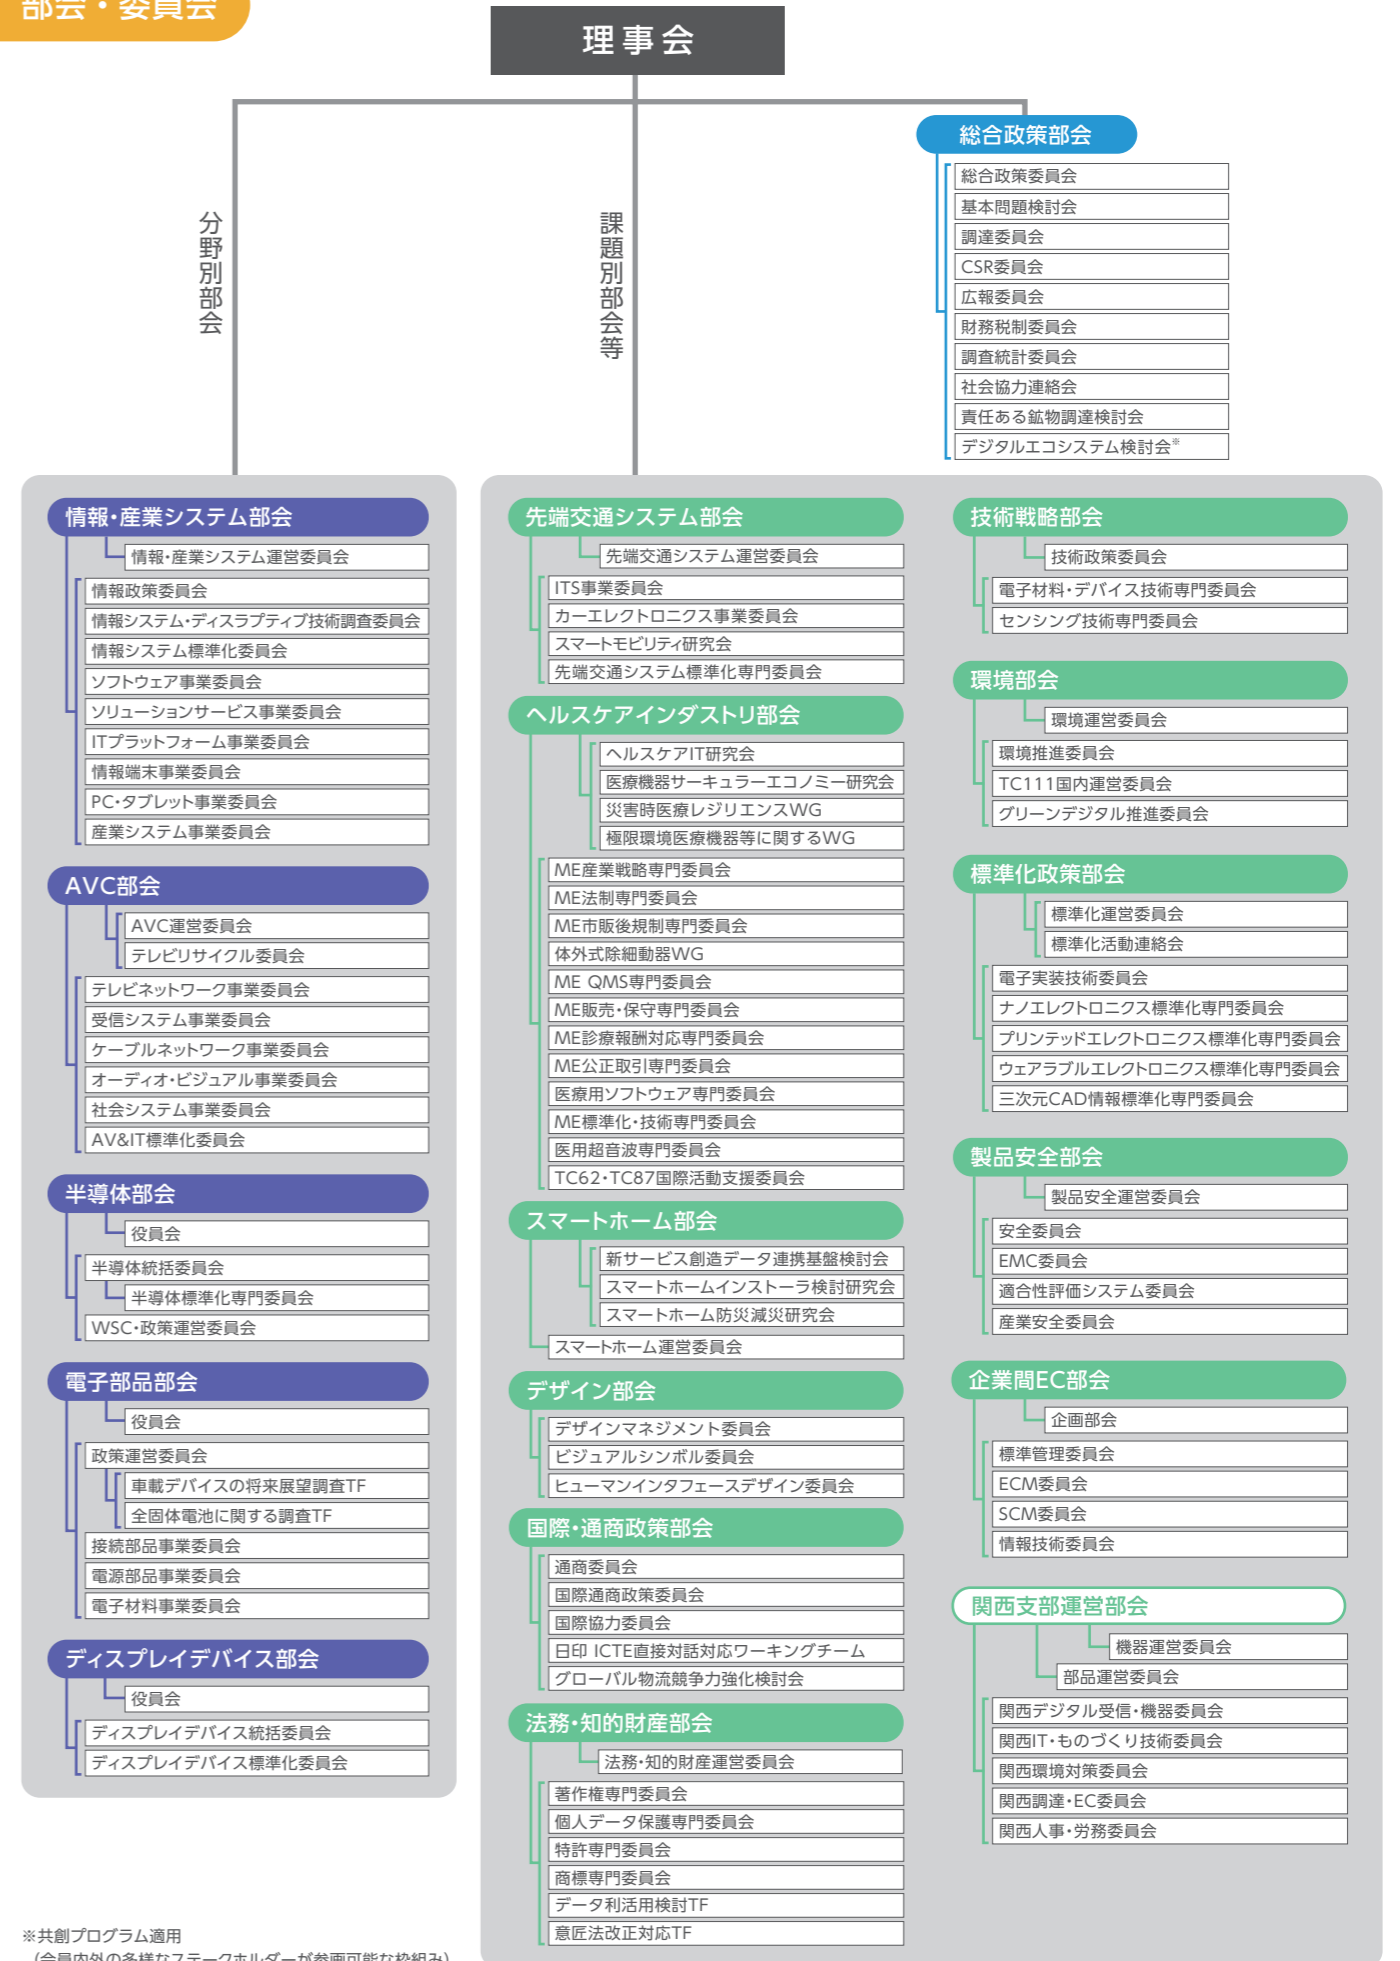 部会・委員会
理事会
分野別部会
課題別部会等
総合政策部会
総合政策委員会
基本問題検討会
調達委員会
CSR委員会
広報委員会
財務税制委員会
調査統計委員会
社会協力連絡会
責任ある鉱物調達検討会
デジタルエコシステム検討会※
情報・産業システム部会
情報・産業システム運営委員会
情報政策委員会
情報システム・ディスラプティブ技術調査委員会
情報システム標準化委員会
ソフトウェア事業委員会
ソリューションサービス事業委員会
ITプラットフォーム事業委員会
情報端末事業委員会
PC・タブレット事業委員会
産業システム事業委員会
AVC部会
AVC運営委員会
テレビリサイクル委員会
テレビネットワーク事業委員会
受信システム事業委員会
ケーブルネットワーク事業委員会
オーディオ・ビジュアル事業委員会
社会システム事業委員会
AV&IT標準化委員会
半導体部会
役員会
半導体統括委員会
半導体標準化専門委員会
WSC・政策運営委員会
電子部品部会
役員会
政策運営委員会
車載デバイスの将来展望調査TF
全固体電池に関する調査TF
接続部品事業委員会
電源部品事業委員会
電子材料事業委員会
ディスプレイデバイス部会
役員会
ディスプレイデバイス統括委員会
ディスプレイデバイス標準化委員会
先端交通システム部会
先端交通システム運営委員会
ITS事業委員会
カーエレクトロニクス事業委員会
スマートモビリティ研究会
先端交通システム標準化専門委員会
ヘルスケアインダストリ部会
ヘルスケアIT研究会
医療機器サーキュラーエコノミー研究会
災害時医療レジリエンスWG
極限環境医療機器等に関するWG
ME産業戦略専門委員会
ME法制専門委員会
ME市販後規制専門委員会
体外式除細動器WG
ME QMS専門委員会
ME販売・保守専門委員会
ME診療報酬対応専門委員会
ME公正取引専門委員会
医療用ソフトウェア専門委員会
ME標準化・技術専門委員会
医用超音波専門委員会
TC62・TC87国際活動支援委員会
スマートホーム部会
新サービス創造データ連携基盤検討会
スマートホームインストーラ検討研究会
スマートホーム防災減災研究会
スマートホーム運営委員会
デザイン部会
デザインマネジメント委員会
ビジュアルシンボル委員会
ヒューマンインタフェースデザイン委員会
国際・通商政策部会
通商委員会
国際通商政策委員会
国際協力委員会
日印 ICTE直接対話対応ワーキングチーム
グローバル物流競争力強化検討会
法務・知的財産部会
法務・知的財産運営委員会
著作権専門委員会
個人データ保護専門委員会
特許専門委員会
商標専門委員会
データ利活用検討TF
意匠法改正対応TF
技術戦略部会
技術政策委員会
電子材料・デバイス技術専門委員会
センシング技術専門委員会
環境部会
環境運営委員会
環境推進委員会
TC111国内運営委員会
グリーンデジタル推進委員会
標準化政策部会
標準化運営委員会
標準化活動連絡会
電子実装技術委員会
ナノエレクトロニクス標準化専門委員会
プリンテッドエレクトロニクス標準化専門委員会
ウェアラブルエレクトロニクス標準化専門委員会
三次元CAD情報標準化専門委員会
製品安全部会
製品安全運営委員会
安全委員会
EMC委員会
適合性評価システム委員会
産業安全委員会
企業間EC部会
企画部会
標準管理委員会
ECM委員会
SCM委員会
情報技術委員会
関西支部運営部会
機器運営委員会
部品運営委員会
関西デジタル受信・機器委員会
関西IT・ものづくり技術委員会
関西環境対策委員会
関西調達・EC委員会
関西人事・労務委員会
※共創プログラム適用
（会員内外の多様なステークホルダーが参画可能な枠組み）